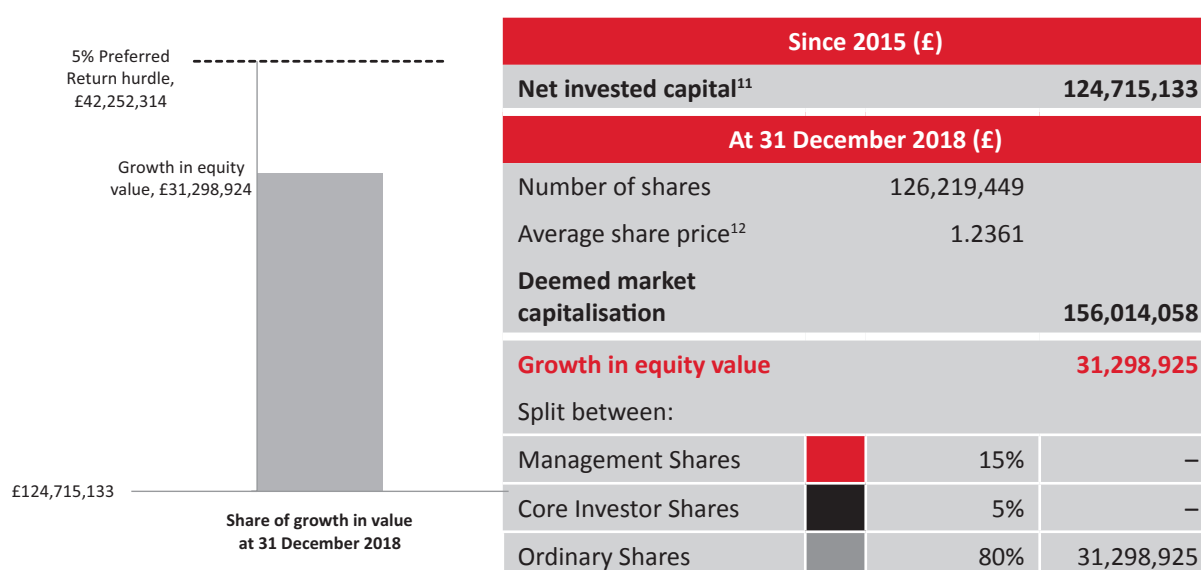 5% Preferred
Return hurdle,
£42,252,314
Growth in equity
value, £31,298,924
£124,715,133
Share of growth in value
at 31 December 2018
Since 2015 (£)
Net invested capital11 124,715,133
At 31 December 2018 (£)
Number of shares 126,219,449
Average share price12 1.2361
Deemed market
capitalisation 156,014,058
Growth in equity value 31,298,925
Split between:
Management Shares 15% –
Core Investor Shares 5% –
Ordinary Shares 80% 31,298,925